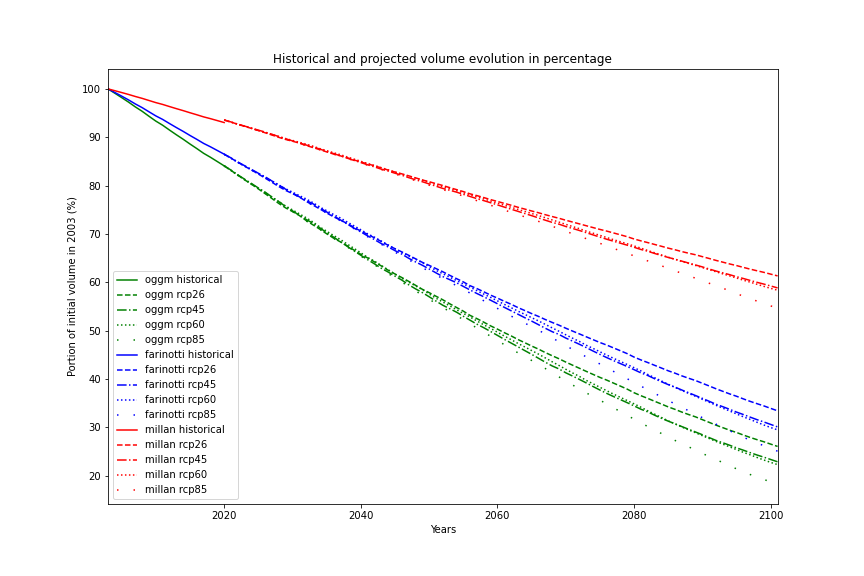 Historical and projected volume evolution in percentage
Portion of initial volume in 2003 (%)
100
90
80
70
60
50
40
30
20
oggm historical
oggm rcp26
oggm rcp45
oggm rcp60
oggm rcp85
farinotti historical
farinotti rcp26
farinotti rcp45
farinotti rcp60
farinotti rcp85
millan historical
millan rcp26
millan rcp45
millan rcp60
millan rcp85
2020 2040 2060 2080 2100
Years